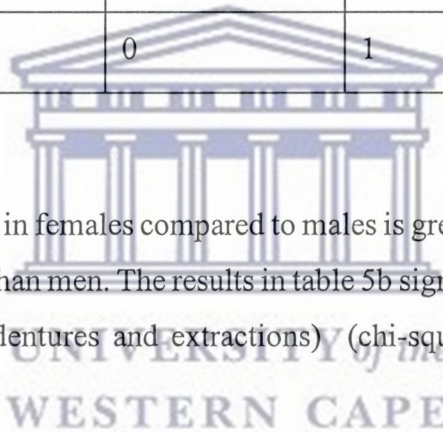 0 1
in females compared to males is gre
han men. The results in table 5b sign
dentures and extractions) (chi-squ
UNIVERSITY of the
WESTERN CAPE